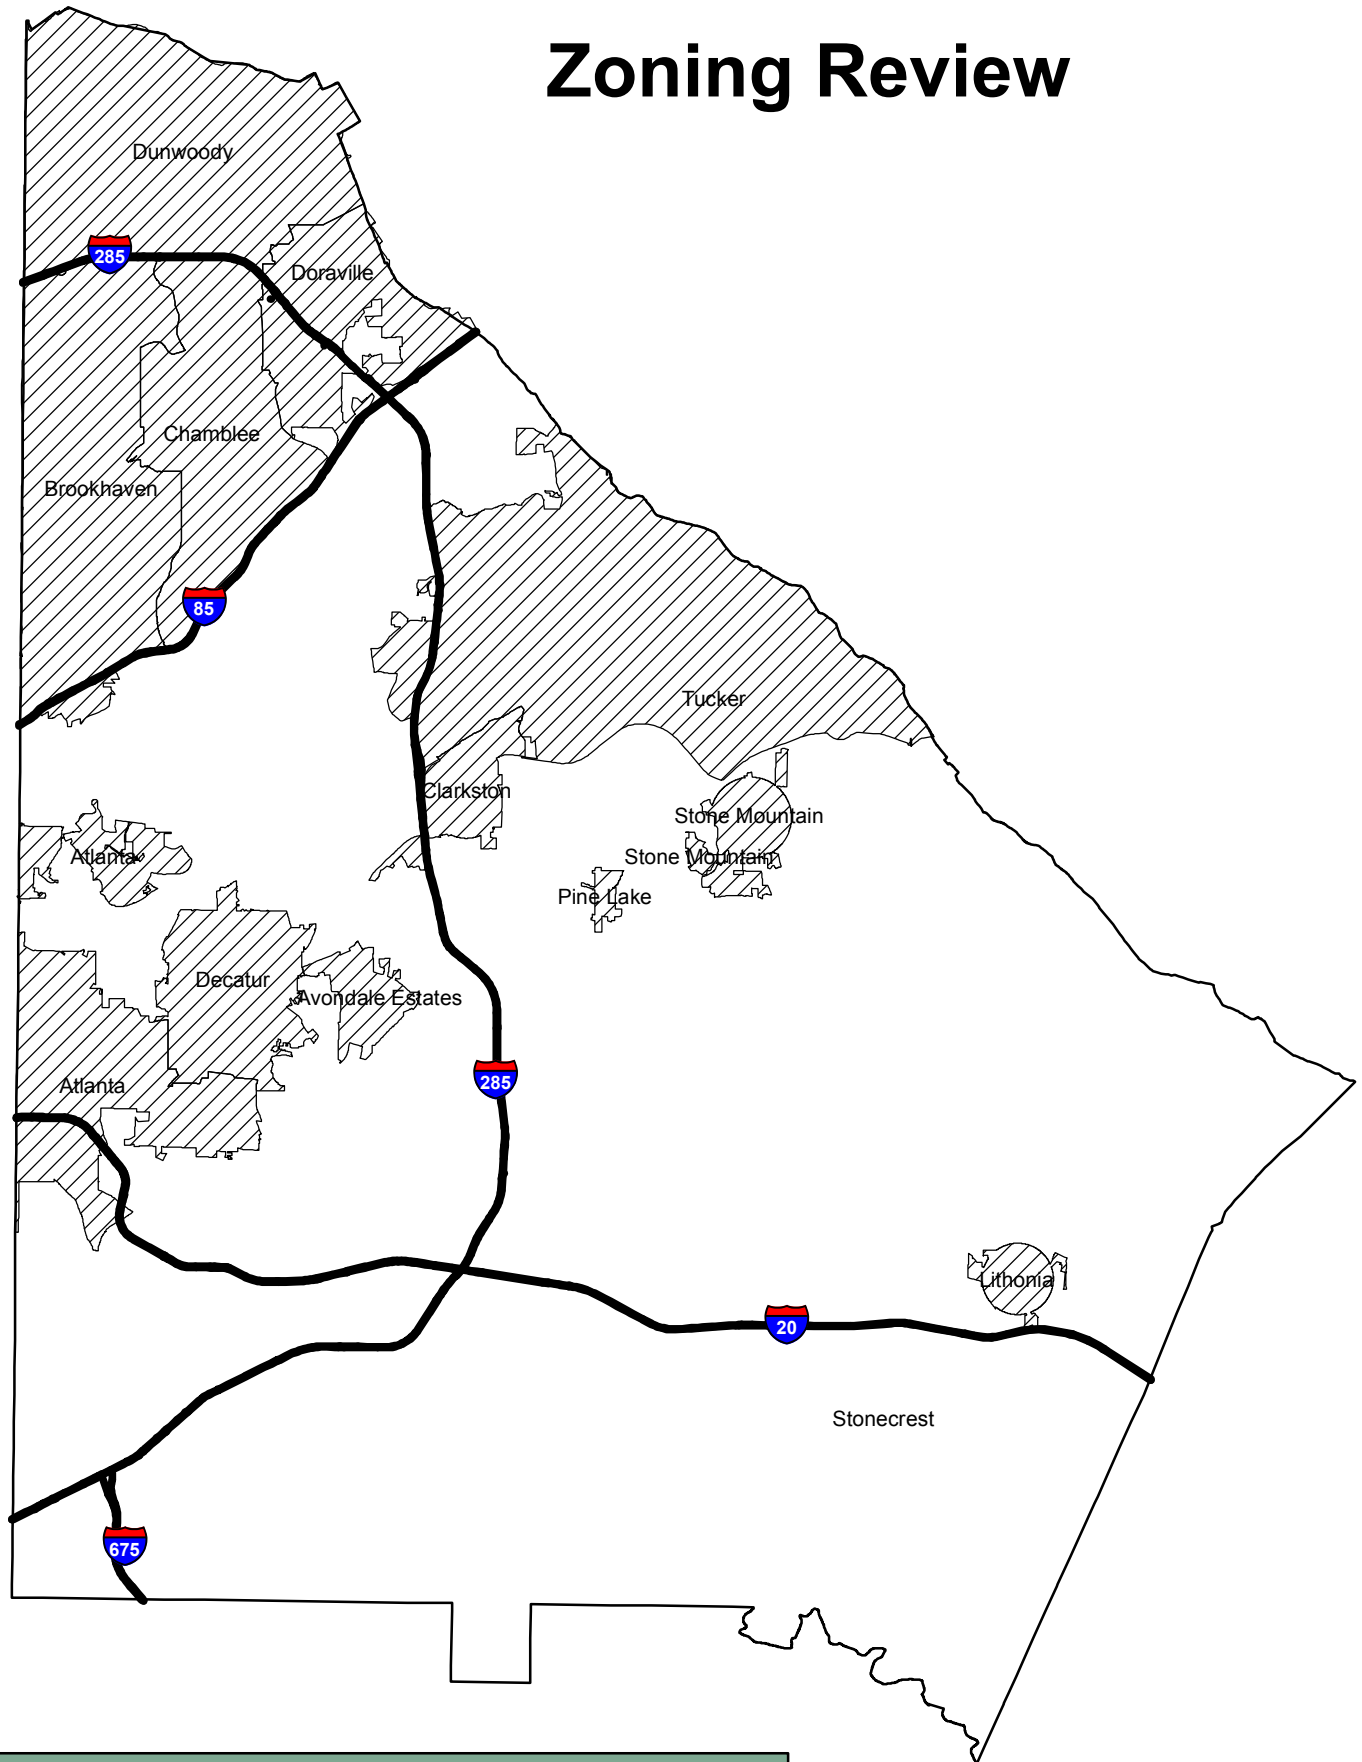 Zoning Review
Dunwoody
285
Doraville
Chamblee
Brookhaven
85
Tucker
Clarkston
Stone Mountain
Atlanta
Stone Mountain
Pine Lake
Decatur
Avondale Estates
285
Atlanta
Lithonia
20
Stonecrest
675